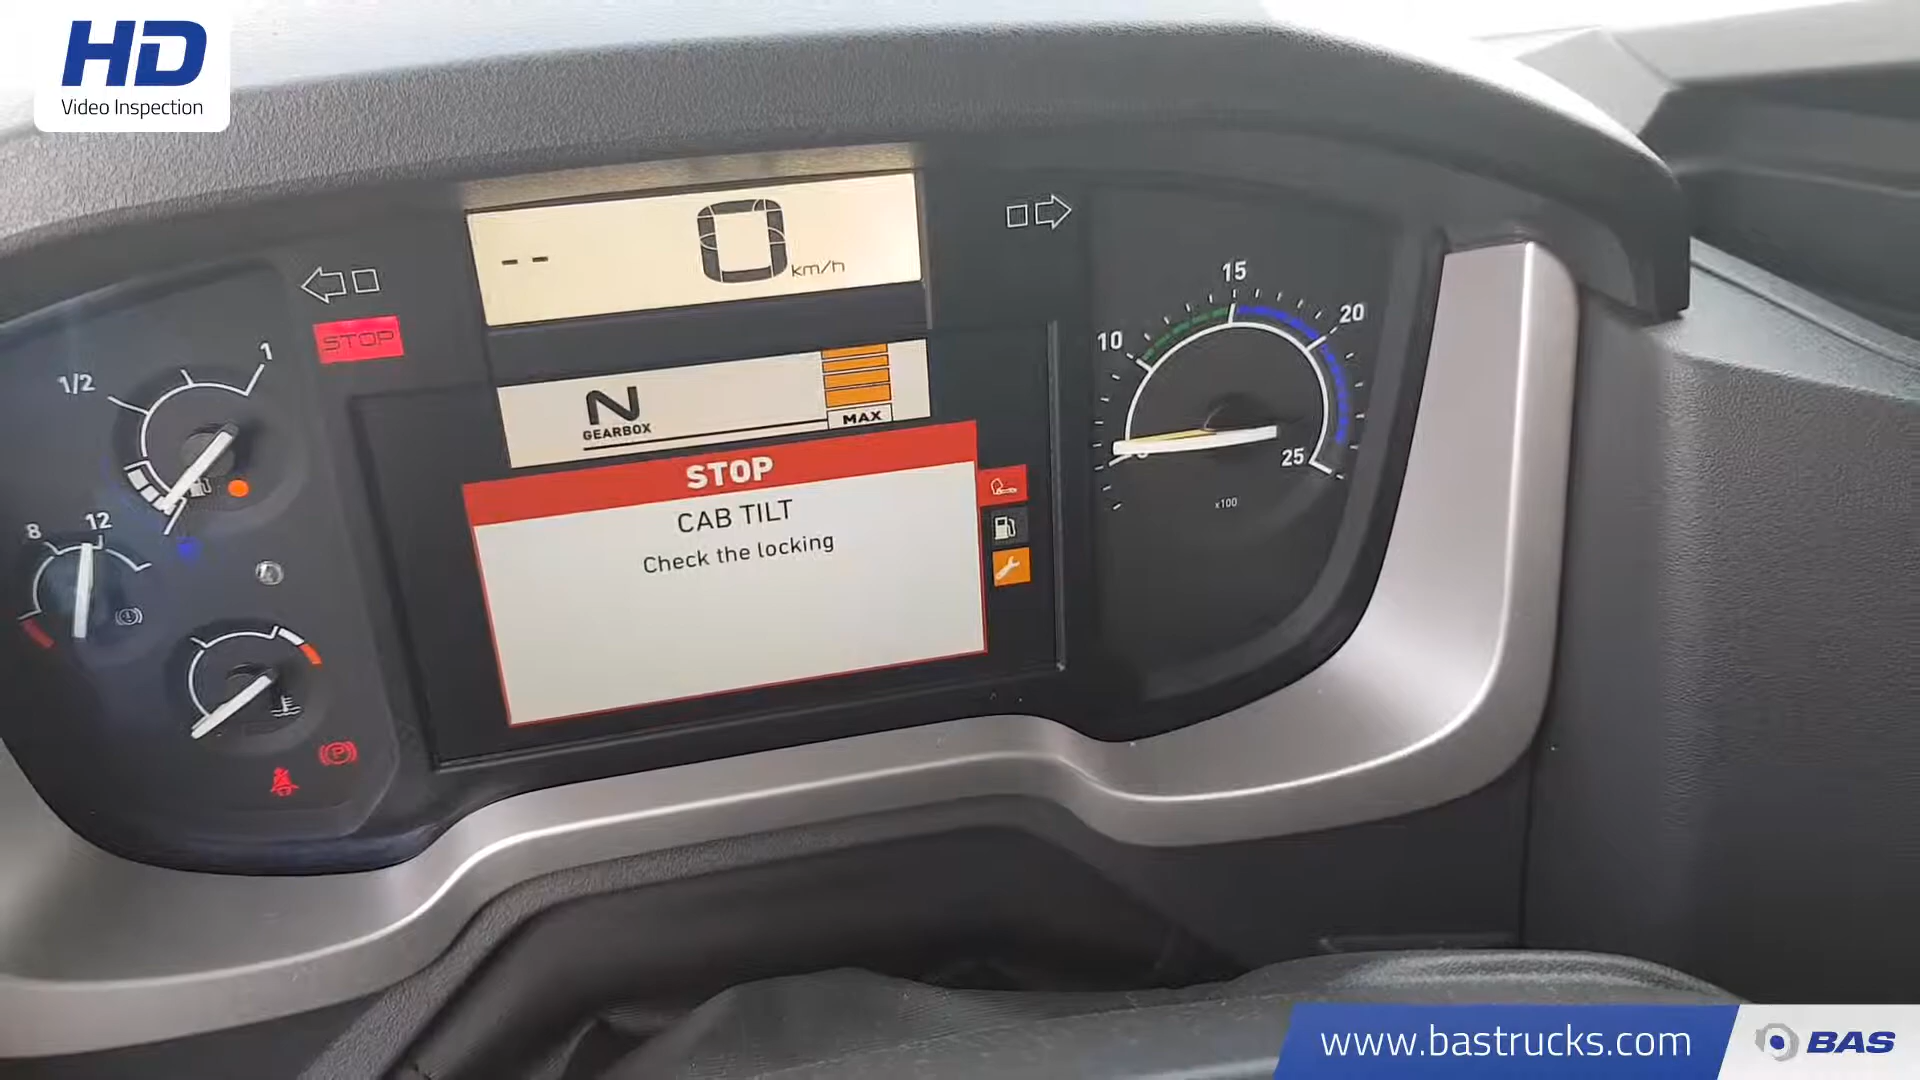 HD
Video Inspection
-- 0 km/h
STOP
1/2
1
N
GEARBOX
MAX
STOP
CAB TILT
Check the locking
8
12
P
10
15
20
25
x100
www.bastrucks.com
BAS